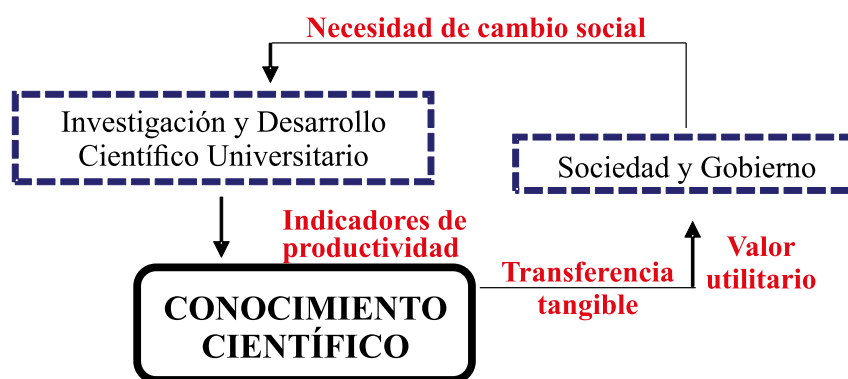 Necesidad de cambio social
Investigación y Desarrollo
Científico Universitario
Sociedad y Gobierno
Indicadores de
productividad
Transferencia
tangible
Valor
utilitario
CONOCIMIENTO
CIENTÍFICO